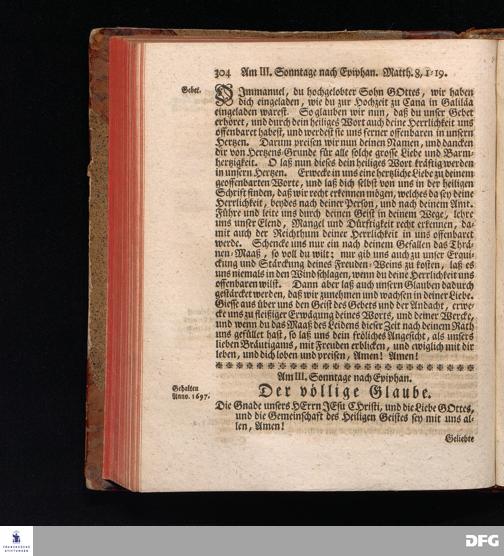 304 Am III. Sonntage nach Epiphan. Matth. 8, 1-19.
Gebet.
O Immanuel, du hochgelobter Sohn GOttes, wir haben
dich eingeladen, wie du zur Hochzeit zu Cana in Galiläa
eingeladen warest. So glauben wir nun, daß du unser Gebet
erhöret, und durch dein heiliges Wort auch deine Herrlichkeit uns
offenbaret habest, und werdest sie uns ferner offenbaren in unsern
Hertzen. Darum preisen wir nun deinen Namen, und dancken
dir von Hertzens-Grunde für alle solche grosse Liebe und Barm-
hertzigkeit. O laß nun dieses dein heiliges Wort kräftig werden
in unsern Hertzen. Erwecke in uns eine hertzliche Liebe zu deinem
geoffenbarten Worte, und laß dich selbst von uns in der heiligen
Schrift finden, daß wir recht erkennen mögen, welches da sey deine
Herrlichkeit, beydes nach deiner Person, und nach deinem Amt.
Führe und leite uns durch deinen Geist in deinem Wege, lehre
uns unser Elend, Mangel und Dürftigkeit recht erkennen, da-
mit auch der Reichthum deiner Herrlichkeit in uns offenbaret
werde. Schencke uns nur ein nach deinem Gefallen das Thrä-
nen-Maaß, so voll du wilt; nur gib uns auch zu unser Erqui-
ckung und Stärckung deines Freuden-Weins zu kosten, laß es
uns niemals in den Wind schlagen, wenn du deine Herrlichkeit uns
offenbaren wilst. Dann aber laß auch unsern Glauben dadurch
gestärcket werden, daß wir zunehmen und wachsen in deiner Liebe.
Giesse aus über uns den Geist des Gebets und der Andacht, erwe-
cke uns zu fleißiger Erwägung deines Worts, und deiner Wercke,
und wenn du das Maaß des Leidens dieser Zeit nach deinem Rath
uns gefüllet hast, so laß uns dein fröliches Angesicht, als unsers
lieben Bräutigams, mit Freuden erblicken, und ewiglich mit dir
leben, und dich loben und preisen, Amen! Amen!
Am III. Sonntage nach Epiphan.
Gehalten
Anno. 1697.
Der völlige Glaube.
Die Gnade unsers HErrn JEsu CHristi, und die Liebe GOttes,
und die Gemeinschaft des Heiligen Geistes sey mit uns al-
len, Amen!
Geliebte
FRANCKESCHE
STIFTUNGEN
DFG